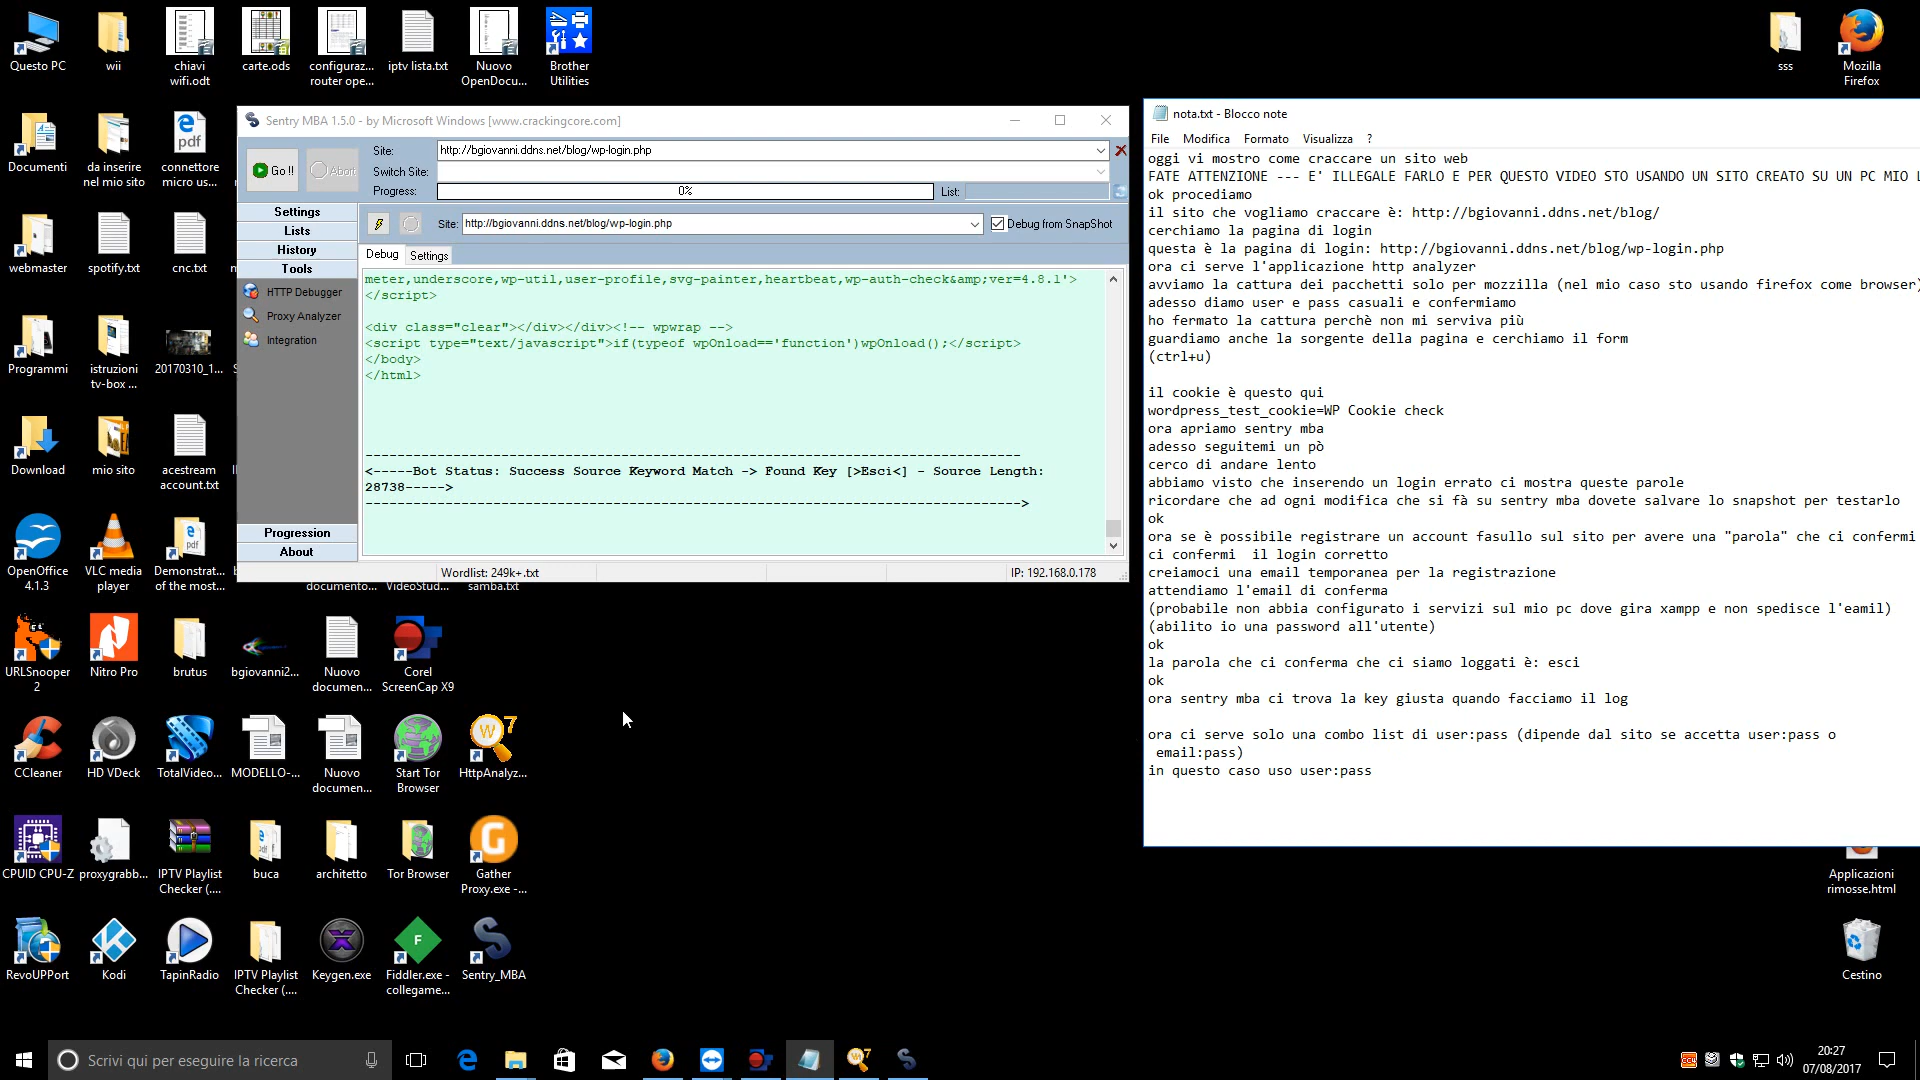 Questo PC
wii
chiavi wifi.odt
carte.ods
configuraz... router ope...
iptv lista.txt
Nuovo OpenDocu...
Brother Utilities
sss
Mozilla Firefox
Documenti
da inserire nel mio sito
connettore micro us...
webmaster
spotify.txt
cnc.txt
Programmi
istruzioni tv-box ...
20170310_1...
Download
mio sito
acestream account.txt
OpenOffice 4.1.3
VLC media player
Demonstrat... of the most...
documento...
VideoStud...
samba.txt
URLSnooper 2
Nitro Pro
brutus
bgiovanni2...
Nuovo documen...
Corel ScreenCap X9
CCleaner
HD VDeck
TotalVideo...
MODELLO-...
Nuovo documen...
Start Tor Browser
HttpAnalyz...
CPUID CPU-Z
proxygrabb...
IPTV Playlist Checker (....
buca
architetto
Tor Browser
Gather Proxy.exe -...
RevoUPPort
Kodi
TapinRadio
IPTV Playlist Checker (....
Keygen.exe
Fiddler.exe - collegame...
Sentry_MBA
Applicazioni rimosse.html
Cestino
Sentry MBA 1.5.0 - by Microsoft Windows [www.crackingcore.com]
Go !!
Abort
Site:
http://bgiovanni.ddns.net/blog/wp-login.php
Switch Site:
Progress:
0%
List:
Settings
Lists
History
Tools
HTTP Debugger
Proxy Analyzer
Integration
Progression
About
Site:
http://bgiovanni.ddns.net/blog/wp-login.php
Debug from SnapShot
Debug
Settings
meter,underscore,wp-util,user-profile,svg-painter,heartbeat,wp-auth-check&amp;ver=4.8.1'>
</script>
<div class="clear"></div></div><!-- wpwrap -->
<script type="text/javascript">if(typeof wpOnload=='function')wpOnload();</script>
</body>
</html>
----------------------------------------------------------------------------------
<-----Bot Status: Success Source Keyword Match -> Found Key [>Esci<] - Source Length:
28738----->
---------------------------------------------------------------------------------->
Wordlist: 249k+.txt
IP: 192.168.0.178
nota.txt - Blocco note
File Modifica Formato Visualizza ?
oggi vi mostro come craccare un sito web
FATE ATTENZIONE --- E' ILLEGALE FARLO E PER QUESTO VIDEO STO USANDO UN SITO CREATO SU UN PC MIO L
ok procediamo
il sito che vogliamo craccare è: http://bgiovanni.ddns.net/blog/
cerchiamo la pagina di login
questa è la pagina di login: http://bgiovanni.ddns.net/blog/wp-login.php
ora ci serve l'applicazione http analyzer
avviamo la cattura dei pacchetti solo per mozzilla (nel mio caso sto usando firefox come browser)
adesso diamo user e pass casuali e confermiamo
ho fermato la cattura perchè non mi serviva più
guardiamo anche la sorgente della pagina e cerchiamo il form
(ctrl+u)
il cookie è questo qui
wordpress_test_cookie=WP Cookie check
ora apriamo sentry mba
adesso seguitemi un pò
cerco di andare lento
abbiamo visto che inserendo un login errato ci mostra queste parole
ricordare che ad ogni modifica che si fà su sentry mba dovete salvare lo snapshot per testarlo
ok
ora se è possibile registrare un account fasullo sul sito per avere una "parola" che ci confermi
ci confermi  il login corretto
creiamoci una email temporanea per la registrazione
attendiamo l'email di conferma
(probabile non abbia configurato i servizi sul mio pc dove gira xampp e non spedisce l'eamil)
(abilito io una password all'utente)
ok
la parola che ci conferma che ci siamo loggati è: esci
ok
ora sentry mba ci trova la key giusta quando facciamo il log
ora ci serve solo una combo list di user:pass (dipende dal sito se accetta user:pass o
email:pass)
in questo caso uso user:pass
Scrivi qui per eseguire la ricerca
20:27
07/08/2017